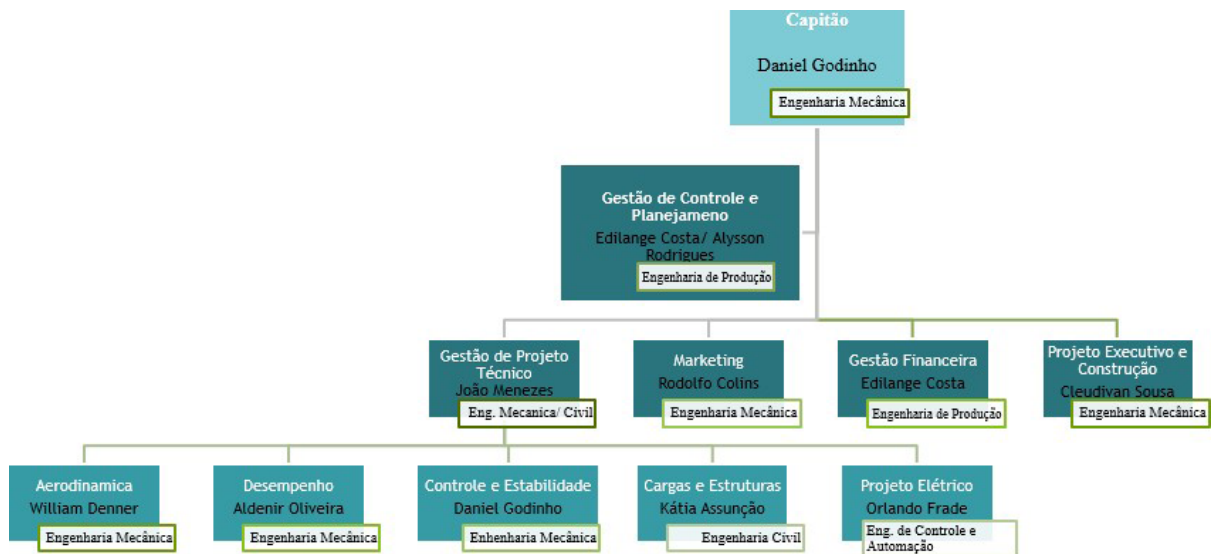 Capitão
Daniel Godinho
Engenharia Mecânica
Gestão de Controle e
Planejameno
Edilange Costa/ Alysson
Rodrigues
Engenharia de Produção
Gestão de Projeto
Técnico
João Menezes
Eng. Mecanica/ Civil
Marketing
Rodolfo Colins
Engenharia Mecânica
Gestão Financeira
Edilange Costa
Engenharia de Produção
Projeto Executivo e
Construção
Cleudivan Sousa
Engenharia Mecânica
Aerodinamica
William Denner
Engenharia Mecânica
Desempenho
Aldenir Oliveira
Engenharia Mecânica
Controle e Estabilidade
Daniel Godinho
Enhenharia Mecânica
Cargas e Estruturas
Kátia Assunção
Engenharia Civil
Projeto Elétrico
Orlando Frade
Eng. de Controle e
Automação